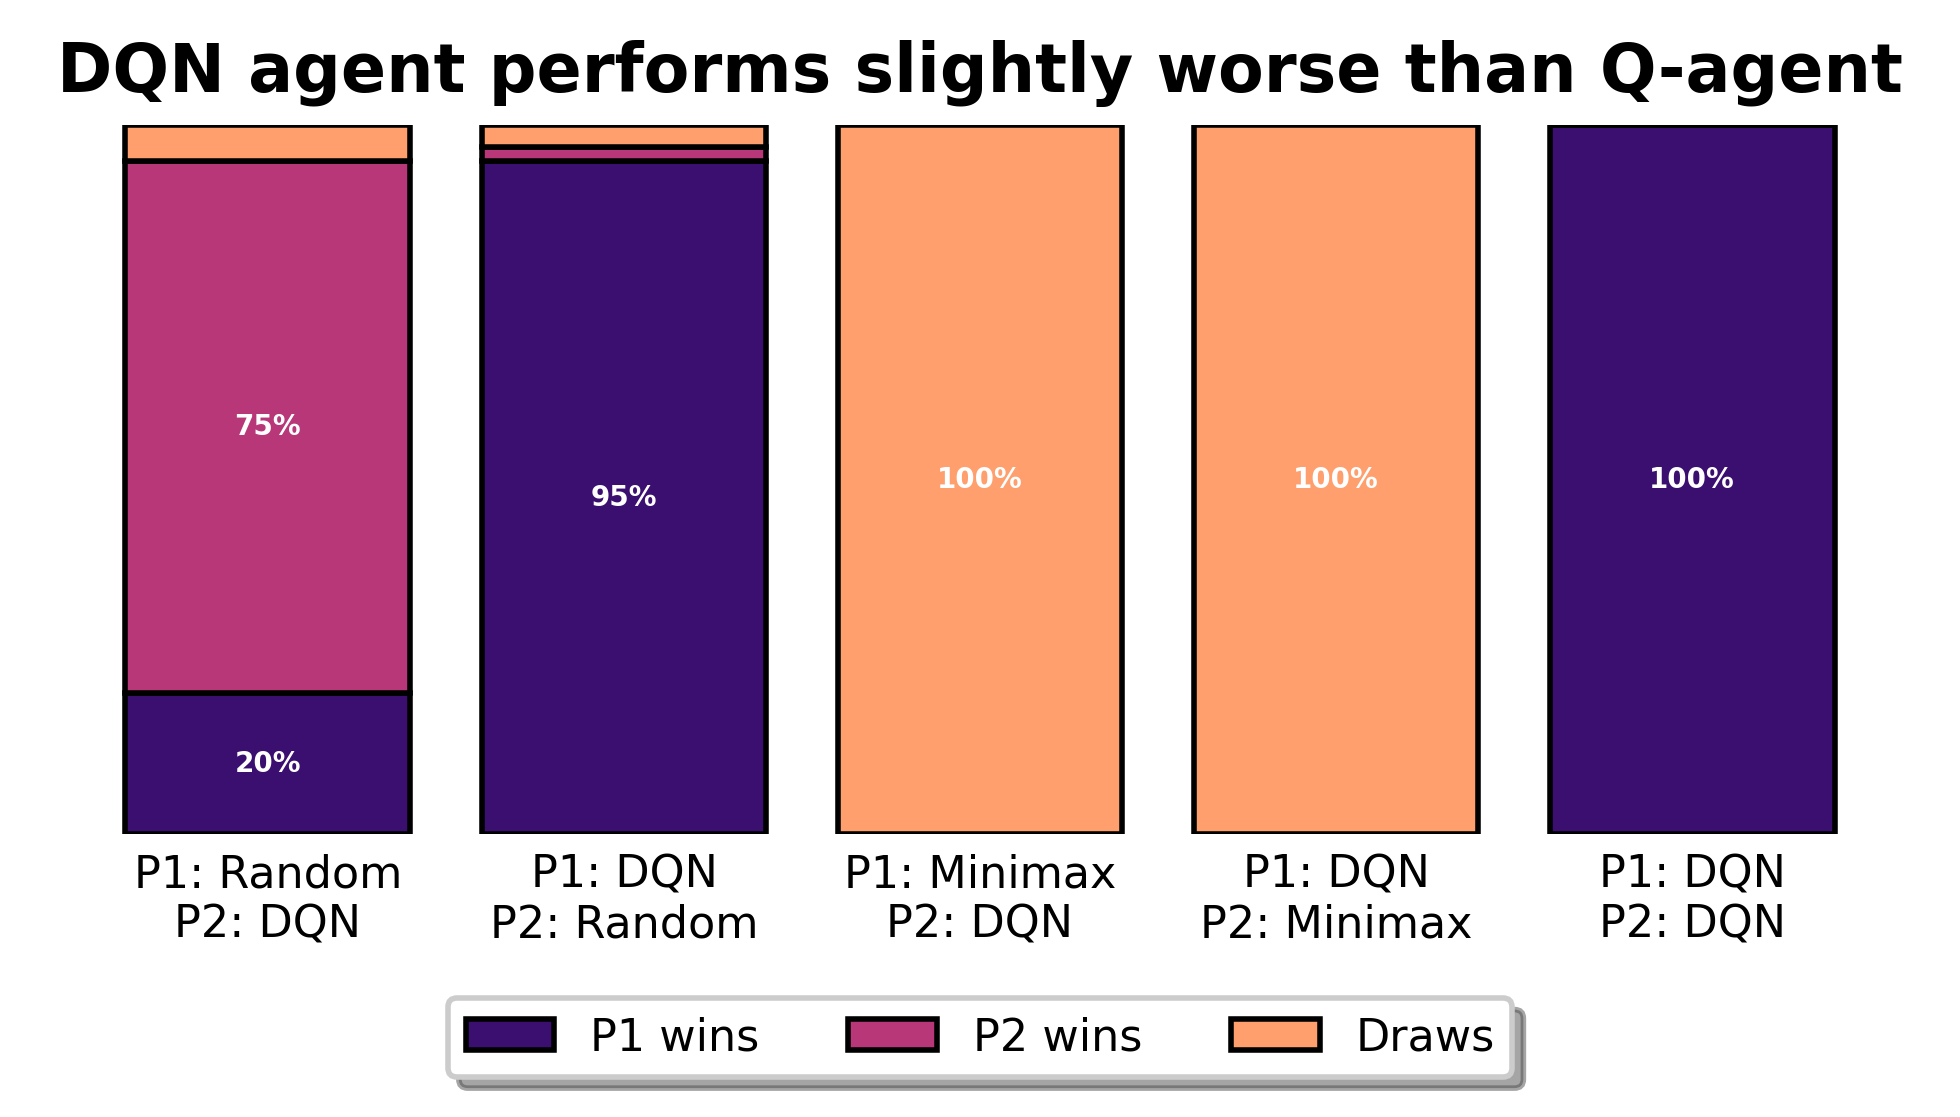 DQN agent performs slightly worse than Q-agent
75%
20%
95%
100%
100%
100%
P1: Random
P2: DQN
P1: DQN
P2: Random
P1: Minimax
P2: DQN
P1: DQN
P2: Minimax
P1: DQN
P2: DQN
P1 wins
P2 wins
Draws